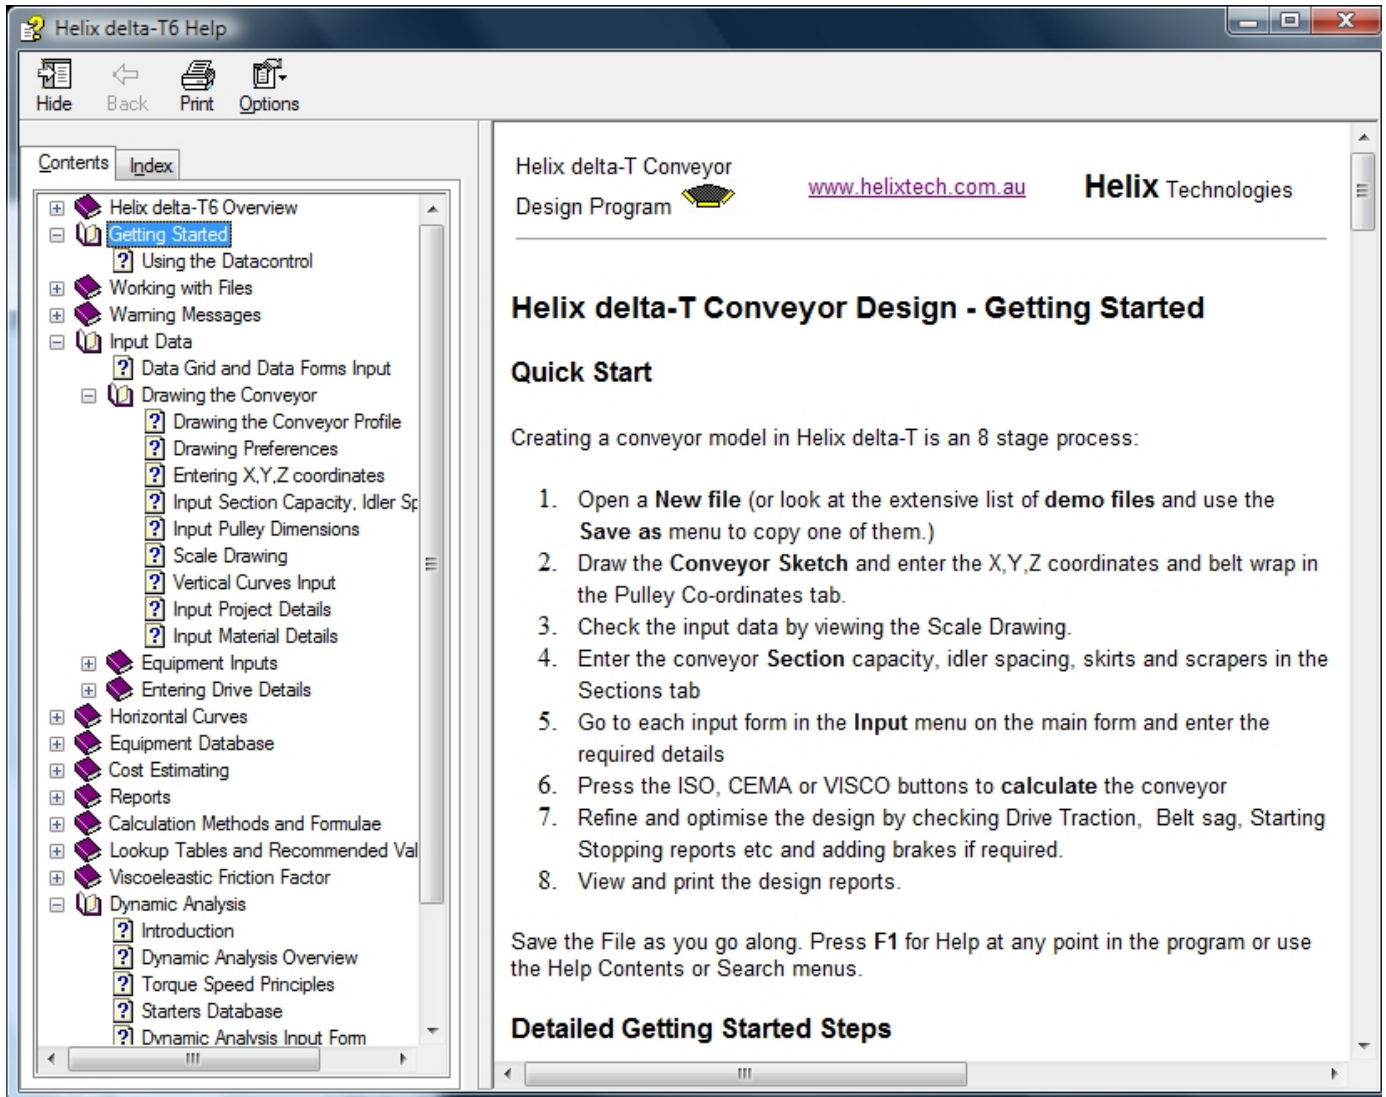 Helix delta-T6 Help
Hide Back Print Options
Contents Index
Helix delta-T6 Overview
Getting Started
Using the Datacontrol
Working with Files
Warning Messages
Input Data
Data Grid and Data Forms Input
Drawing the Conveyor
Drawing the Conveyor Profile
Drawing Preferences
Entering X,Y,Z coordinates
Input Section Capacity, Idler Sp
Input Pulley Dimensions
Scale Drawing
Vertical Curves Input
Input Project Details
Input Material Details
Equipment Inputs
Entering Drive Details
Horizontal Curves
Equipment Database
Cost Estimating
Reports
Calculation Methods and Formulae
Lookup Tables and Recommended Val
Viscoeleastic Friction Factor
Dynamic Analysis
Introduction
Dynamic Analysis Overview
Torque Speed Principles
Starters Database
Dynamic Analysis Input Form
Helix delta-T Conveyor
Design Program
www.helixtech.com.au
Helix Technologies
Helix delta-T Conveyor Design - Getting Started
Quick Start
Creating a conveyor model in Helix delta-T is an 8 stage process:
1. Open a New file (or look at the extensive list of demo files and use the
Save as menu to copy one of them.)
2. Draw the Conveyor Sketch and enter the X,Y,Z coordinates and belt wrap in
the Pulley Co-ordinates tab.
3. Check the input data by viewing the Scale Drawing.
4. Enter the conveyor Section capacity, idler spacing, skirts and scrapers in the
Sections tab
5. Go to each input form in the Input menu on the main form and enter the
required details
6. Press the ISO, CEMA or VISCO buttons to calculate the conveyor
7. Refine and optimise the design by checking Drive Traction, Belt sag, Starting
Stopping reports etc and adding brakes if required.
8. View and print the design reports.
Save the File as you go along. Press F1 for Help at any point in the program or use
the Help Contents or Search menus.
Detailed Getting Started Steps